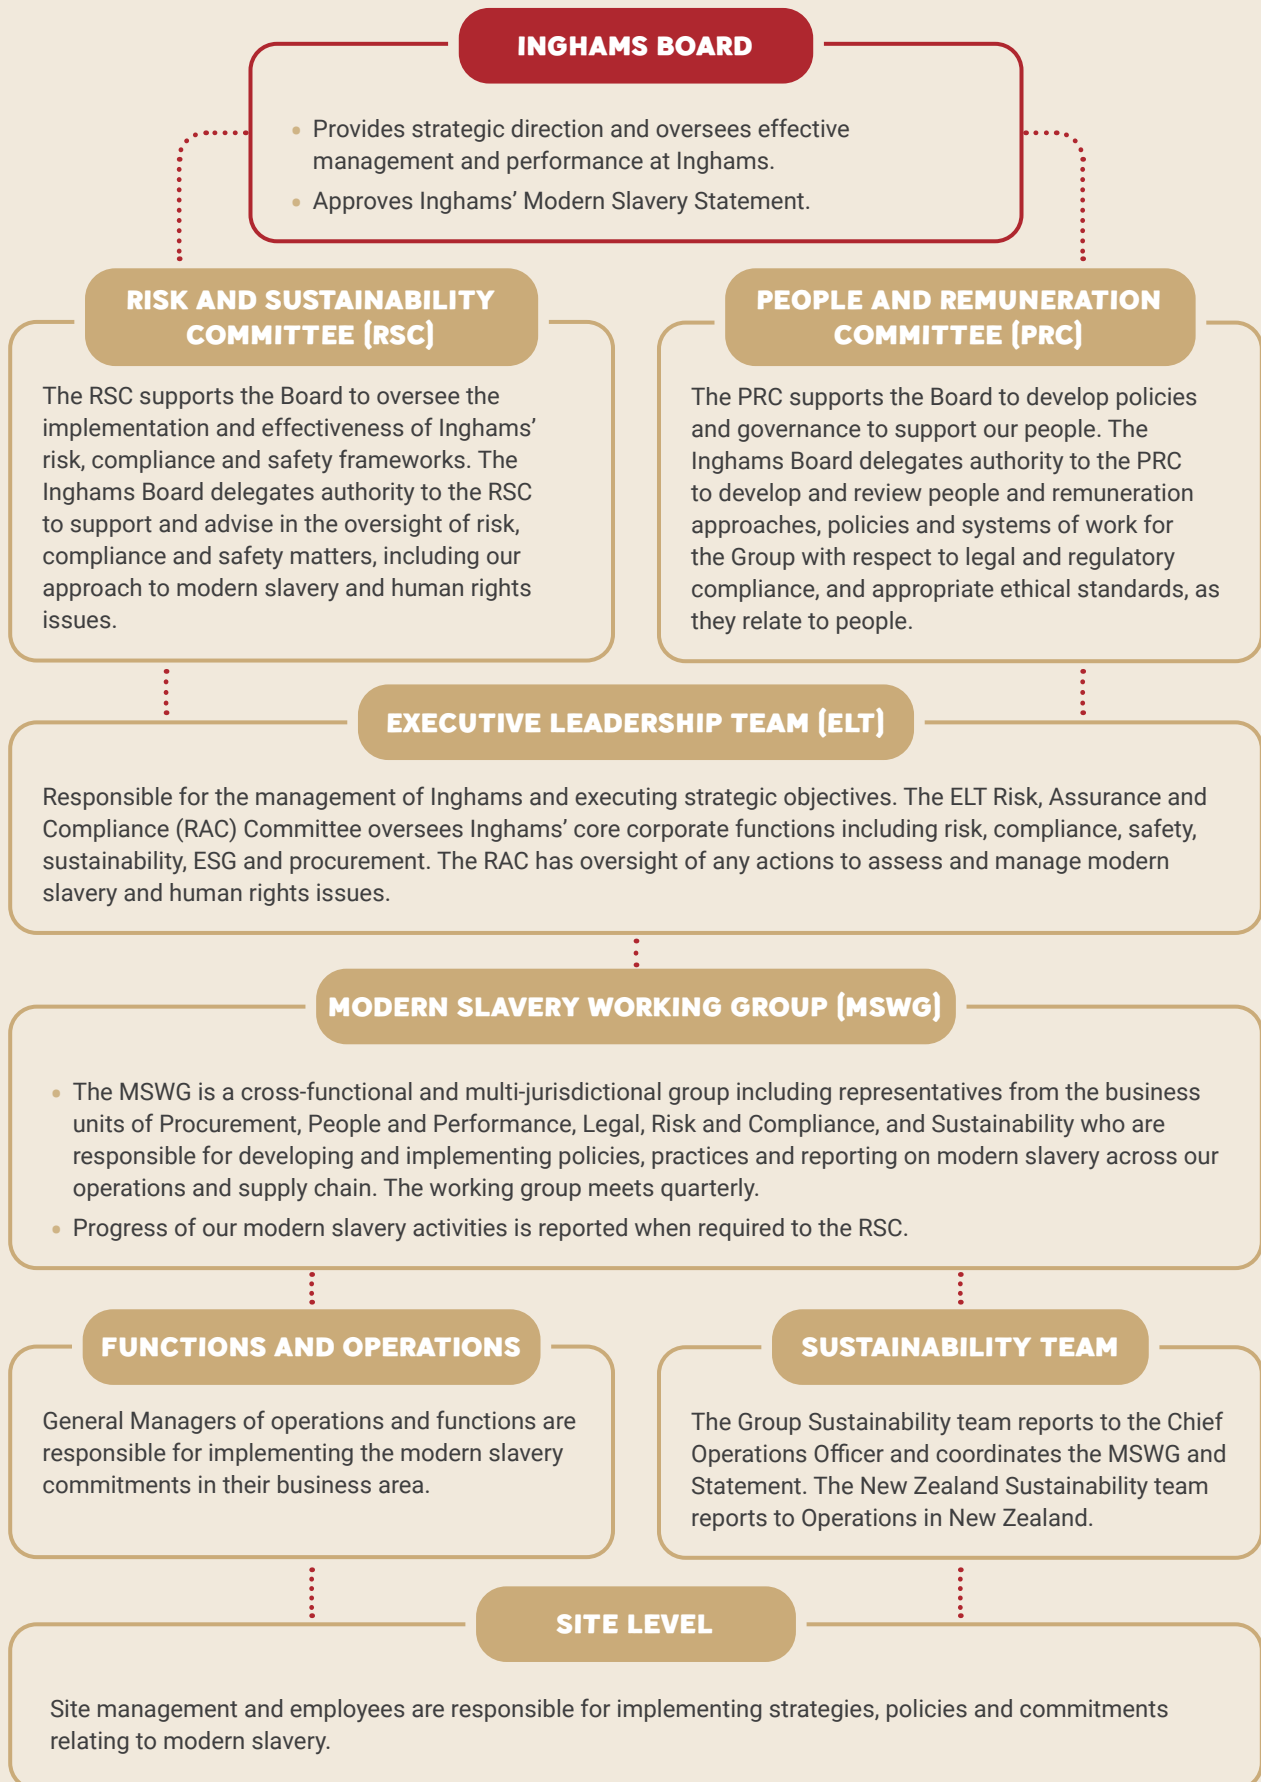 INGHAMS BOARD
• Provides strategic direction and oversees effective
management and performance at Inghams.
• Approves Inghams’ Modern Slavery Statement.
RISK AND SUSTAINABILITY
COMMITTEE (RSC)
The RSC supports the Board to oversee the
implementation and effectiveness of Inghams’
risk, compliance and safety frameworks. The
Inghams Board delegates authority to the RSC
to support and advise in the oversight of risk,
compliance and safety matters, including our
approach to modern slavery and human rights
issues.
PEOPLE AND REMUNERATION
COMMITTEE (PRC)
The PRC supports the Board to develop policies
and governance to support our people. The
Inghams Board delegates authority to the PRC
to develop and review people and remuneration
approaches, policies and systems of work for
the Group with respect to legal and regulatory
compliance, and appropriate ethical standards, as
they relate to people.
EXECUTIVE LEADERSHIP TEAM (ELT)
Responsible for the management of Inghams and executing strategic objectives. The ELT Risk, Assurance and
Compliance (RAC) Committee oversees Inghams’ core corporate functions including risk, compliance, safety,
sustainability, ESG and procurement. The RAC has oversight of any actions to assess and manage modern
slavery and human rights issues.
MODERN SLAVERY WORKING GROUP (MSWG)
• The MSWG is a cross-functional and multi-jurisdictional group including representatives from the business
units of Procurement, People and Performance, Legal, Risk and Compliance, and Sustainability who are
responsible for developing and implementing policies, practices and reporting on modern slavery across our
operations and supply chain. The working group meets quarterly.
• Progress of our modern slavery activities is reported when required to the RSC.
FUNCTIONS AND OPERATIONS
General Managers of operations and functions are
responsible for implementing the modern slavery
commitments in their business area.
SUSTAINABILITY TEAM
The Group Sustainability team reports to the Chief
Operations Officer and coordinates the MSWG and
Statement. The New Zealand Sustainability team
reports to Operations in New Zealand.
SITE LEVEL
Site management and employees are responsible for implementing strategies, policies and commitments
relating to modern slavery.